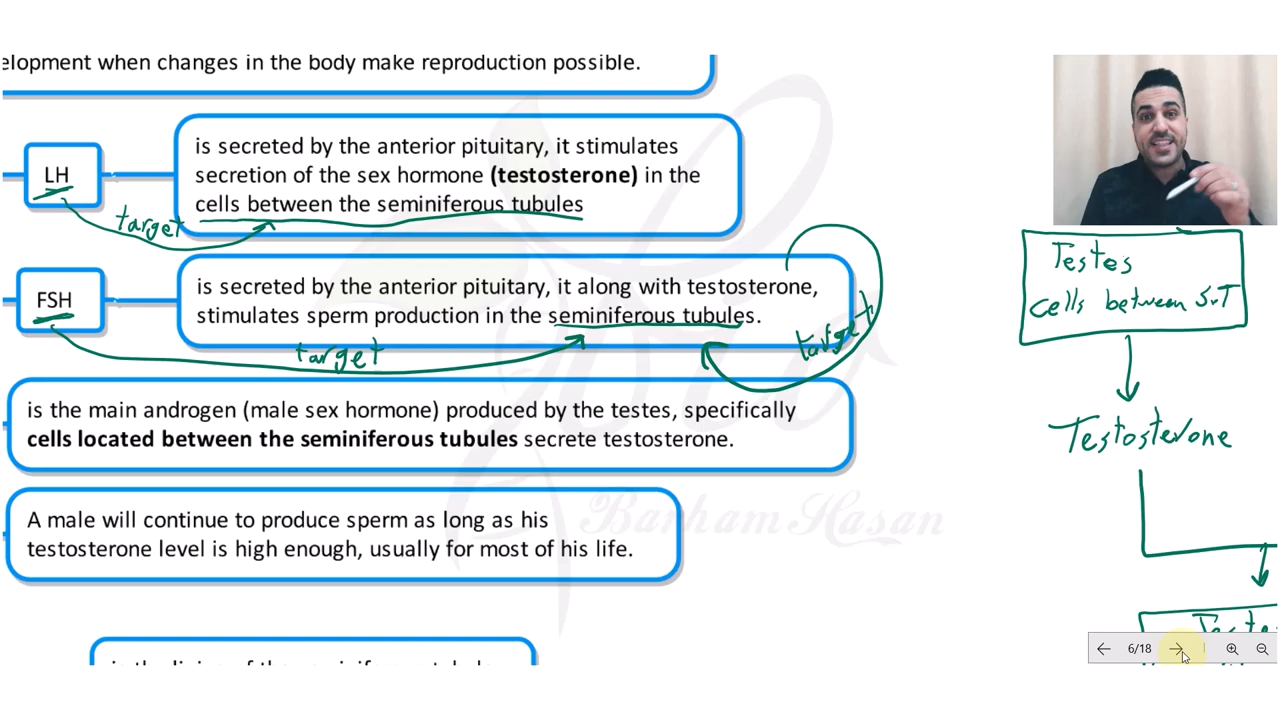 elopment when changes in the body make reproduction possible.
LH
is secreted by the anterior pituitary, it stimulates
secretion of the sex hormone (testosterone) in the
cells between the seminiferous tubules
target
FSH
is secreted by the anterior pituitary, it along with testosterone,
stimulates sperm production in the seminiferous tubules.
target
target
is the main androgen (male sex hormone) produced by the testes, specifically
cells located between the seminiferous tubules secrete testosterone.
A male will continue to produce sperm as long as his
testosterone level is high enough, usually for most of his life.
Barham Hasan
Testes
cells between S.T
Testosterone
6/18